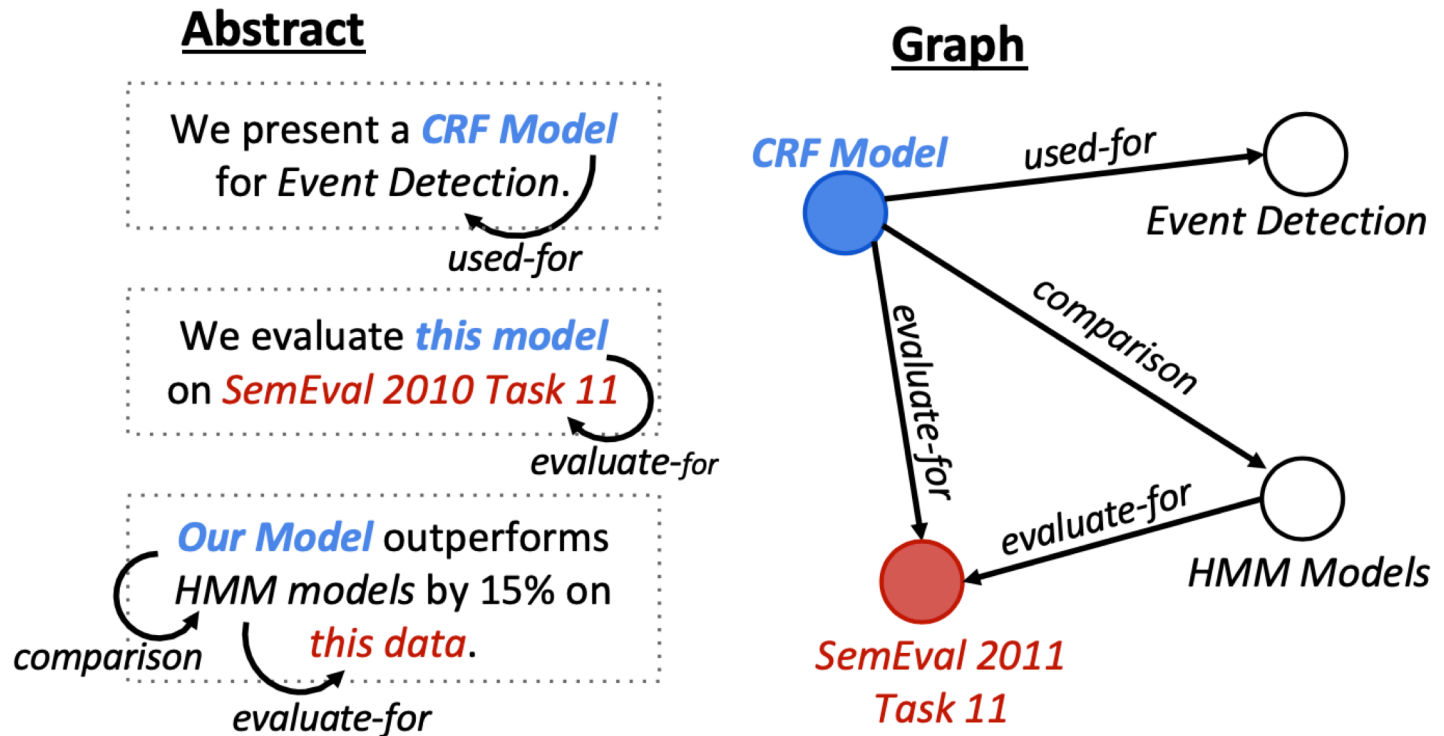 Abstract
We present a CRF Model
for Event Detection.
used-for
We evaluate this model
on SemEval 2010 Task 11
evaluate-for
Our Model outperforms
HMM models by 15% on
this data.
comparison
evaluate-for
Graph
CRF Model
used-for
Event Detection
comparison
evaluate-for
evaluate-for
HMM Models
SemEval 2011
Task 11